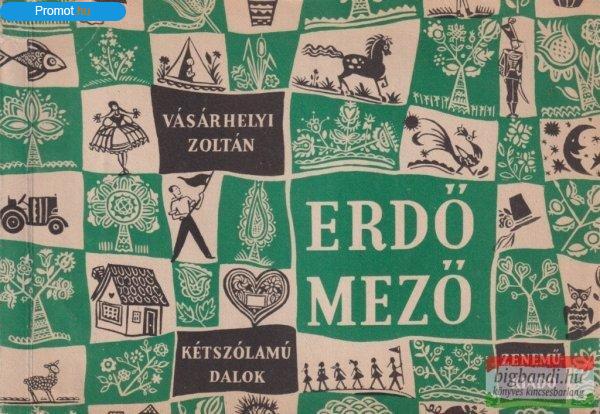 Promot.hu
VÁSÁRHELYI
ZOLTÁN
ERDŐ
MEZŐ
KÉTSZÓLAMÚ
DALOK
ZENEMŰ
bigbandi.hu
könyves kincsesbarlang